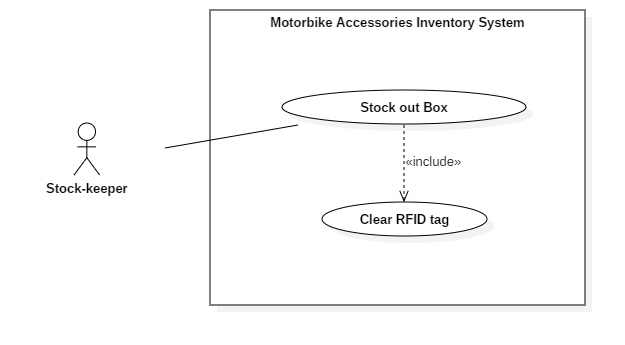 Motorbike Accessories Inventory System
Stock out Box
«include»
Stock-keeper
Clear RFID tag